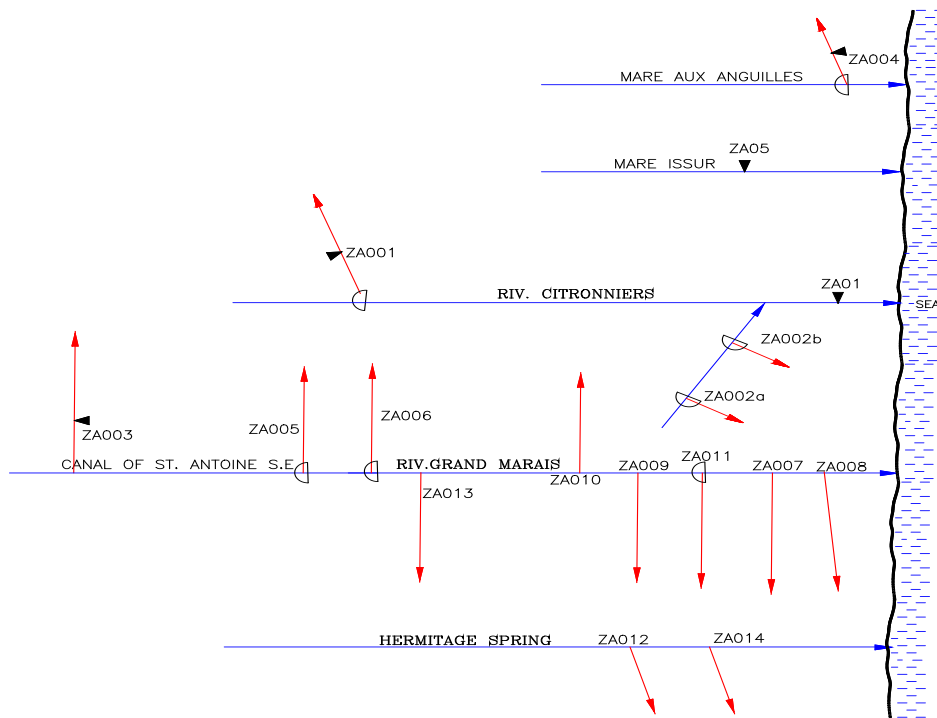 ZA004
MARE AUX ANGUILLES
ZA05
MARE ISSUR
ZA001
ZA01
RIV. CITRONNIERS
SEA
ZA002b
ZA002a
ZA006
ZA005
ZA003
ZA011
CANAL OF ST. ANTOINE S.E
RIV.GRAND MARAIS
ZA009
ZA007
ZA008
ZA010
ZA013
HERMITAGE SPRING
ZA012
ZA014